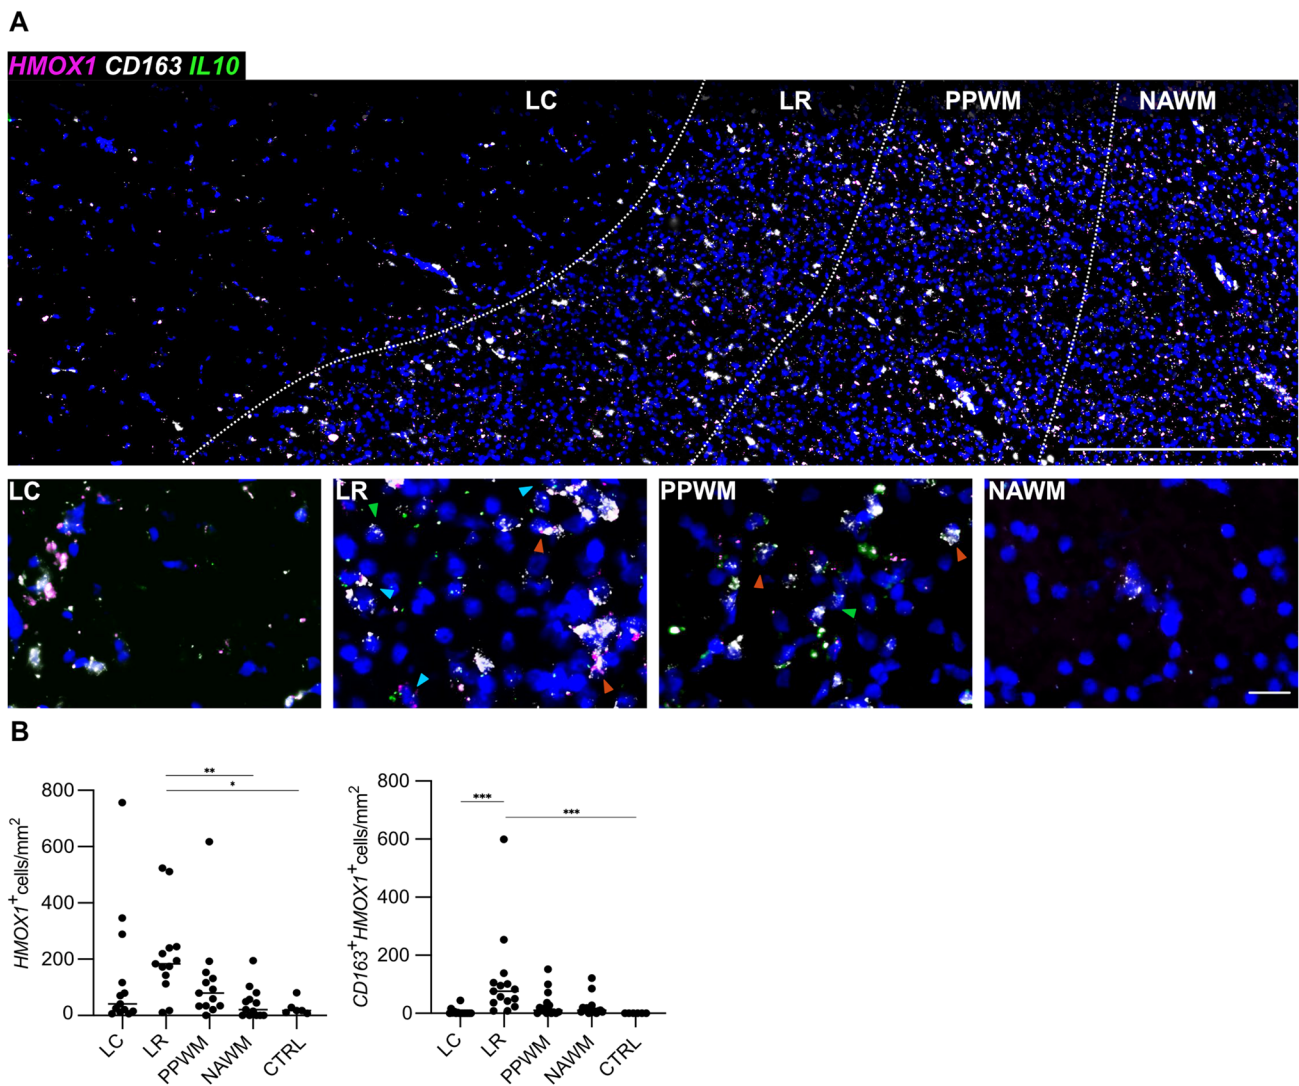 A
HMOX1 CD163 IL10
LC LR PPWM NAWM
LC LR PPWM NAWM
B
HMOX1⁺cells/mm²
800
600
400
200
0
** 
*
LC LR PPWM NAWM CTRL
CD163⁺HMOX1⁺cells/mm²
800
600
400
200
0
***
***
LC LR PPWM NAWM CTRL